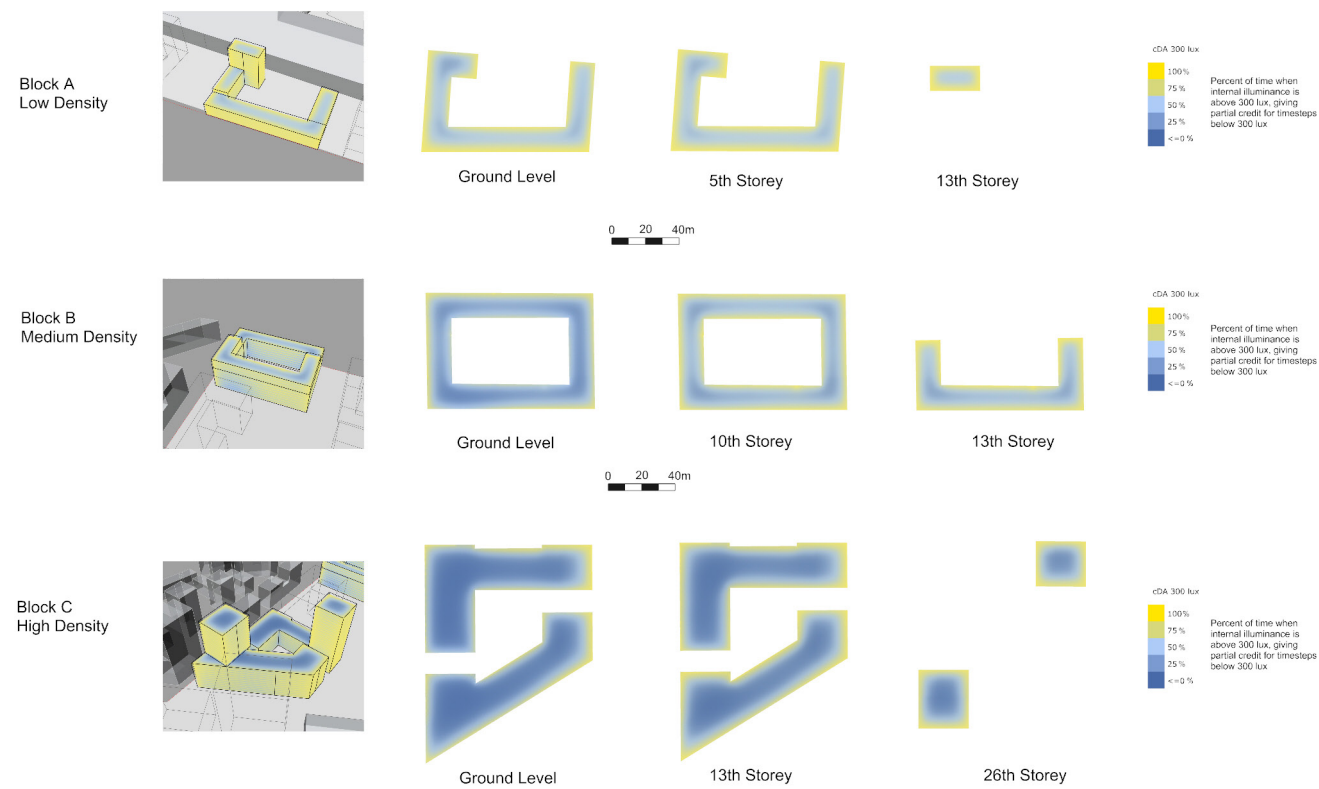 Block A
Low Density
Ground Level
5th Storey
13th Storey
cDA 300 lux
100%
75 %
50 %
25 %
<=0 %
Percent of time when
internal illuminance is
above 300 lux, giving
partial credit for timesteps
below 300 lux
0 20 40m
Block B
Medium Density
Ground Level
10th Storey
13th Storey
cDA 300 lux
100%
75 %
50 %
25 %
<=0 %
Percent of time when
internal illuminance is
above 300 lux, giving
partial credit for timesteps
below 300 lux
0 20 40m
Block C
High Density
Ground Level
13th Storey
26th Storey
cDA 300 lux
100%
75 %
50 %
25 %
<=0 %
Percent of time when
internal illuminance is
above 300 lux, giving
partial credit for timesteps
below 300 lux